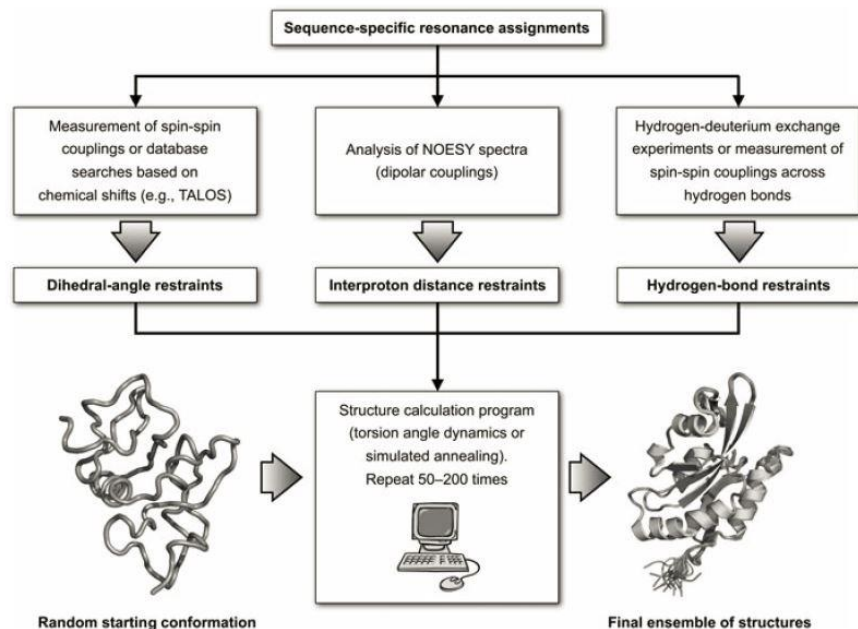 Sequence-specific resonance assignments
Measurement of spin-spin
couplings or database
searches based on
chemical shifts (e.g., TALOS)
Analysis of NOESY spectra
(dipolar couplings)
Hydrogen-deuterium exchange
experiments or measurement of
spin-spin couplings across
hydrogen bonds
Dihedral-angle restraints
Interproton distance restraints
Hydrogen-bond restraints
Structure calculation program
(torsion angle dynamics or
simulated annealing).
Repeat 50–200 times
Random starting conformation
Final ensemble of structures